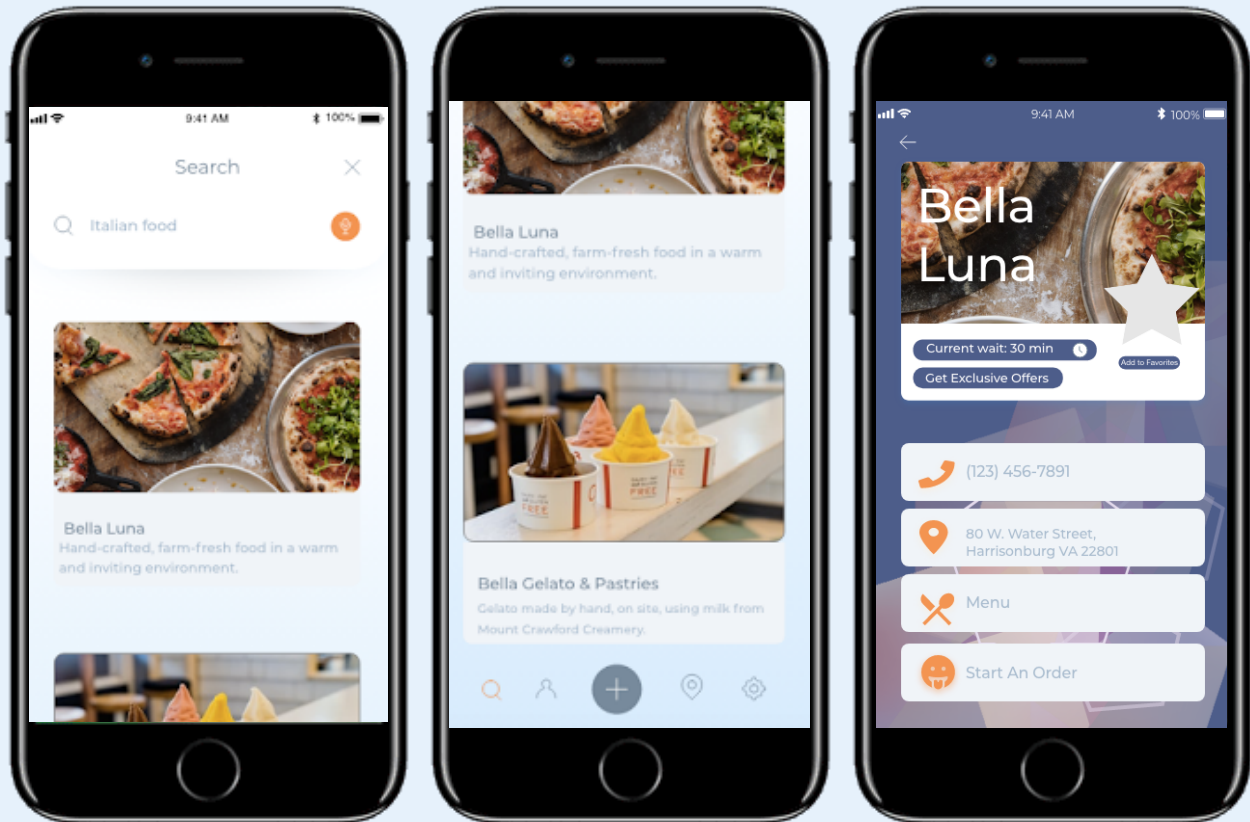 9:41 AM
100%
Search
Italian food
Bella Luna
Hand-crafted, farm-fresh food in a warm
and inviting environment.
Bella Luna
Hand-crafted, farm-fresh food in a warm
and inviting environment.
FREE
FREE
Bella Gelato & Pastries
Gelato made by hand, on site, using milk from
Mount Crawford Creamery.
9:41 AM
100%
Bella
Luna
Current wait: 30 min
Add to Favorites
Get Exclusive Offers
(123) 456-7891
80 W. Water Street,
Harrisonburg VA 22801
Menu
Start An Order